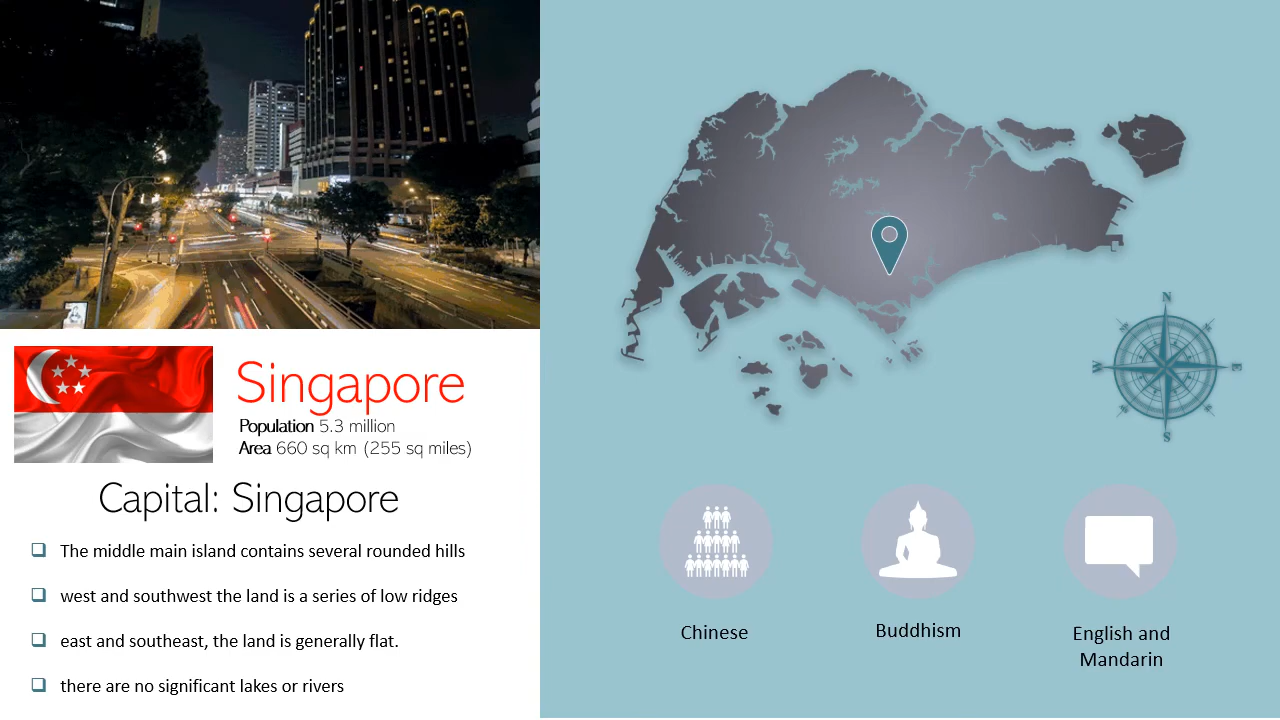 Singapore
Population 5.3 million
Area 660 sq km (255 sq miles)
Capital: Singapore
The middle main island contains several rounded hills
west and southwest the land is a series of low ridges
east and southeast, the land is generally flat.
there are no significant lakes or rivers
N
S
Chinese
Buddhism
English and
Mandarin